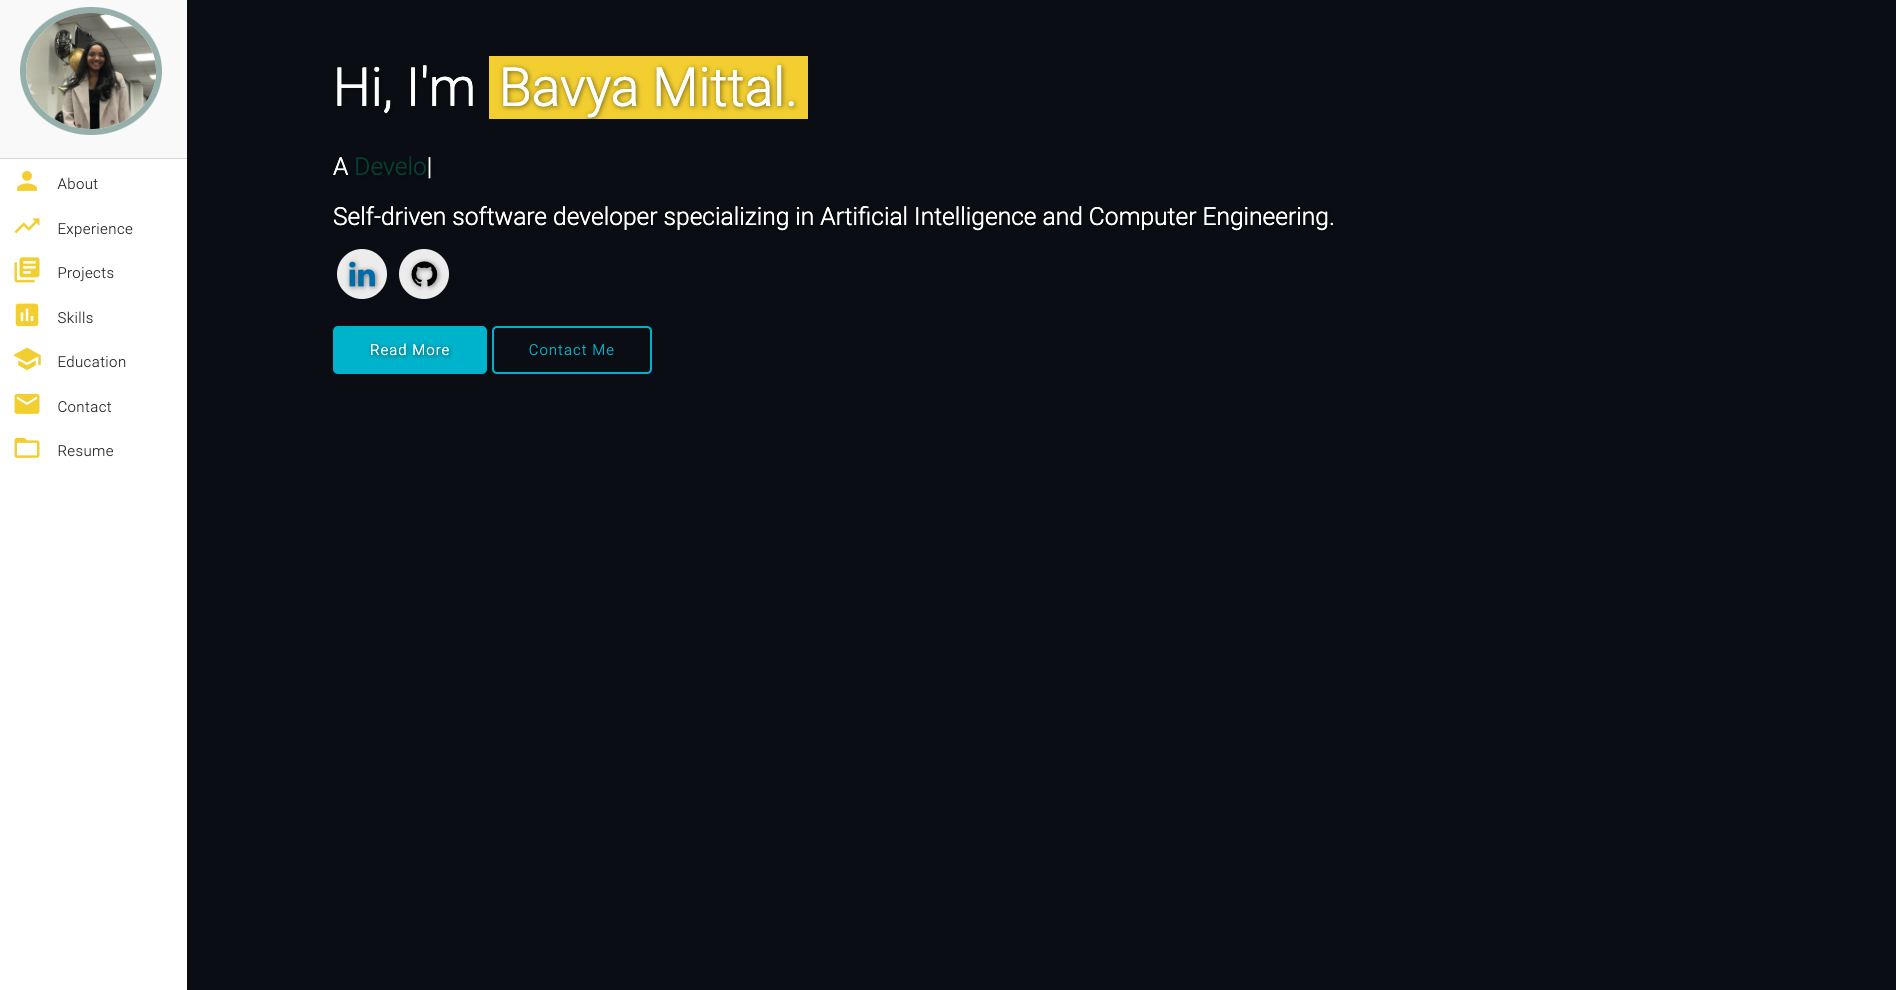 About
Experience
Projects
Skills
Education
Contact
Resume
Hi, I'm Bavya Mittal.
A Develo|
Self-driven software developer specializing in Artificial Intelligence and Computer Engineering.
in
Read More
Contact Me